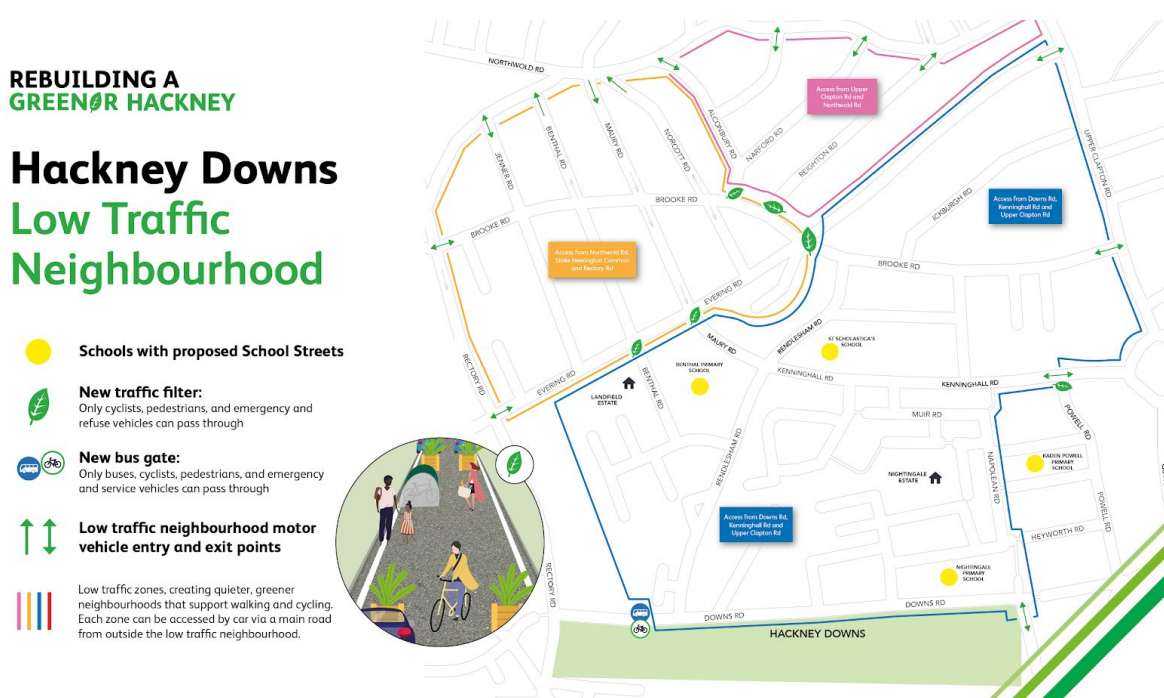 REBUILDING A
GREENER HACKNEY
Hackney Downs
Low Traffic
Neighbourhood
Schools with proposed School Streets
New traffic filter:
Only cyclists, pedestrians, and emergency and
refuse vehicles can pass through
New bus gate:
Only buses, cyclists, pedestrians, and emergency
and service vehicles can pass through
Low traffic neighbourhood motor
vehicle entry and exit points
Low traffic zones, creating quieter, greener
neighbourhoods that support walking and cycling.
Each zone can be accessed by car via a main road
from outside the low traffic neighbourhood.
NORTHWOLD RD
JENNER RD
BENTHAL RD
MAURY RD
NORCOTT RD
ALCONBURY RD
NARFORD RD
REIGHTON RD
Access from Upper
Clapton Rd and
Northwold Rd
UPPER CLAPTON RD
BROOKE RD
BROOKE RD
ICKBURGH RD
Access from Downs Rd,
Kenninghall Rd and
Upper Clapton Rd
Access from Northwold Rd,
Stoke Newington Common
and Rectory Rd
BROOKE RD
EVERING RD
RECTORY RD
EVERING RD
MAURY RD
RENDLESHAM RD
ST SCHOLASTICA'S
SCHOOL
BENTHAL PRIMARY
SCHOOL
KENNINGHALL RD
KENNINGHALL RD
LANDFIELD
ESTATE
BENTHAL RD
MUIR RD
POWELL RD
RENDLESHAM RD
NIGHTINGALE
ESTATE
NAPOLEAN RD
BADEN POWELL
PRIMARY
SCHOOL
POWELL RD
HEYWORTH RD
Access from Downs Rd,
Kenninghall Rd and
Upper Clapton Rd
NIGHTINGALE
PRIMARY
SCHOOL
RECTORY RD
DOWNS RD
DOWNS RD
HACKNEY DOWNS